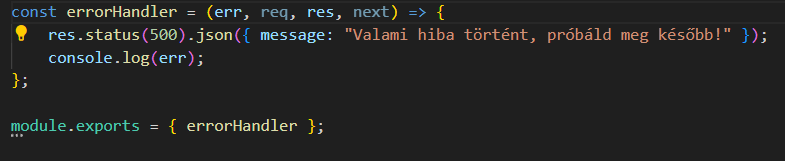 const errorHandler = (err, req, res, next) => {
res.status(500).json({ message: "Valami hiba történt, próbáld meg később!" });
console.log(err);
};
module.exports = { errorHandler };